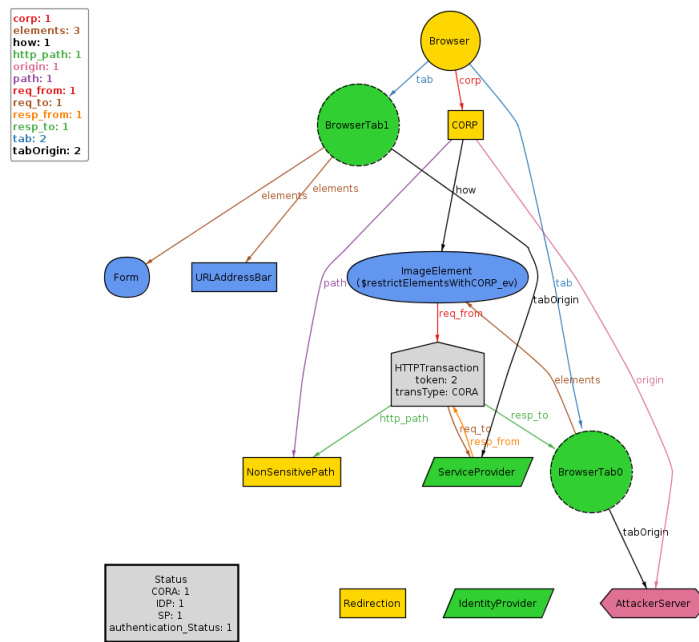 corp: 1
elements: 3
how: 1
http_path: 1
origin: 1
path: 1
req_from: 1
req_to: 1
resp_from: 1
resp_to: 1
tab: 2
tabOrigin: 2
Browser
tab
corp
BrowserTab1
CORP
elements
elements
how
Form
URLAddressBar
ImageElement
($restrictElementsWithCORP_ev)
path
tab
tabOrigin
req_from
HTTPTransaction
token: 2
transType: CORA
elements
origin
http_path
req_to
resp_from
resp_to
NonSensitivePath
ServiceProvider
BrowserTab0
tabOrigin
Status
CORA: 1
IDP: 1
SP: 1
authentication_Status: 1
Redirection
IdentityProvider
AttackerServer